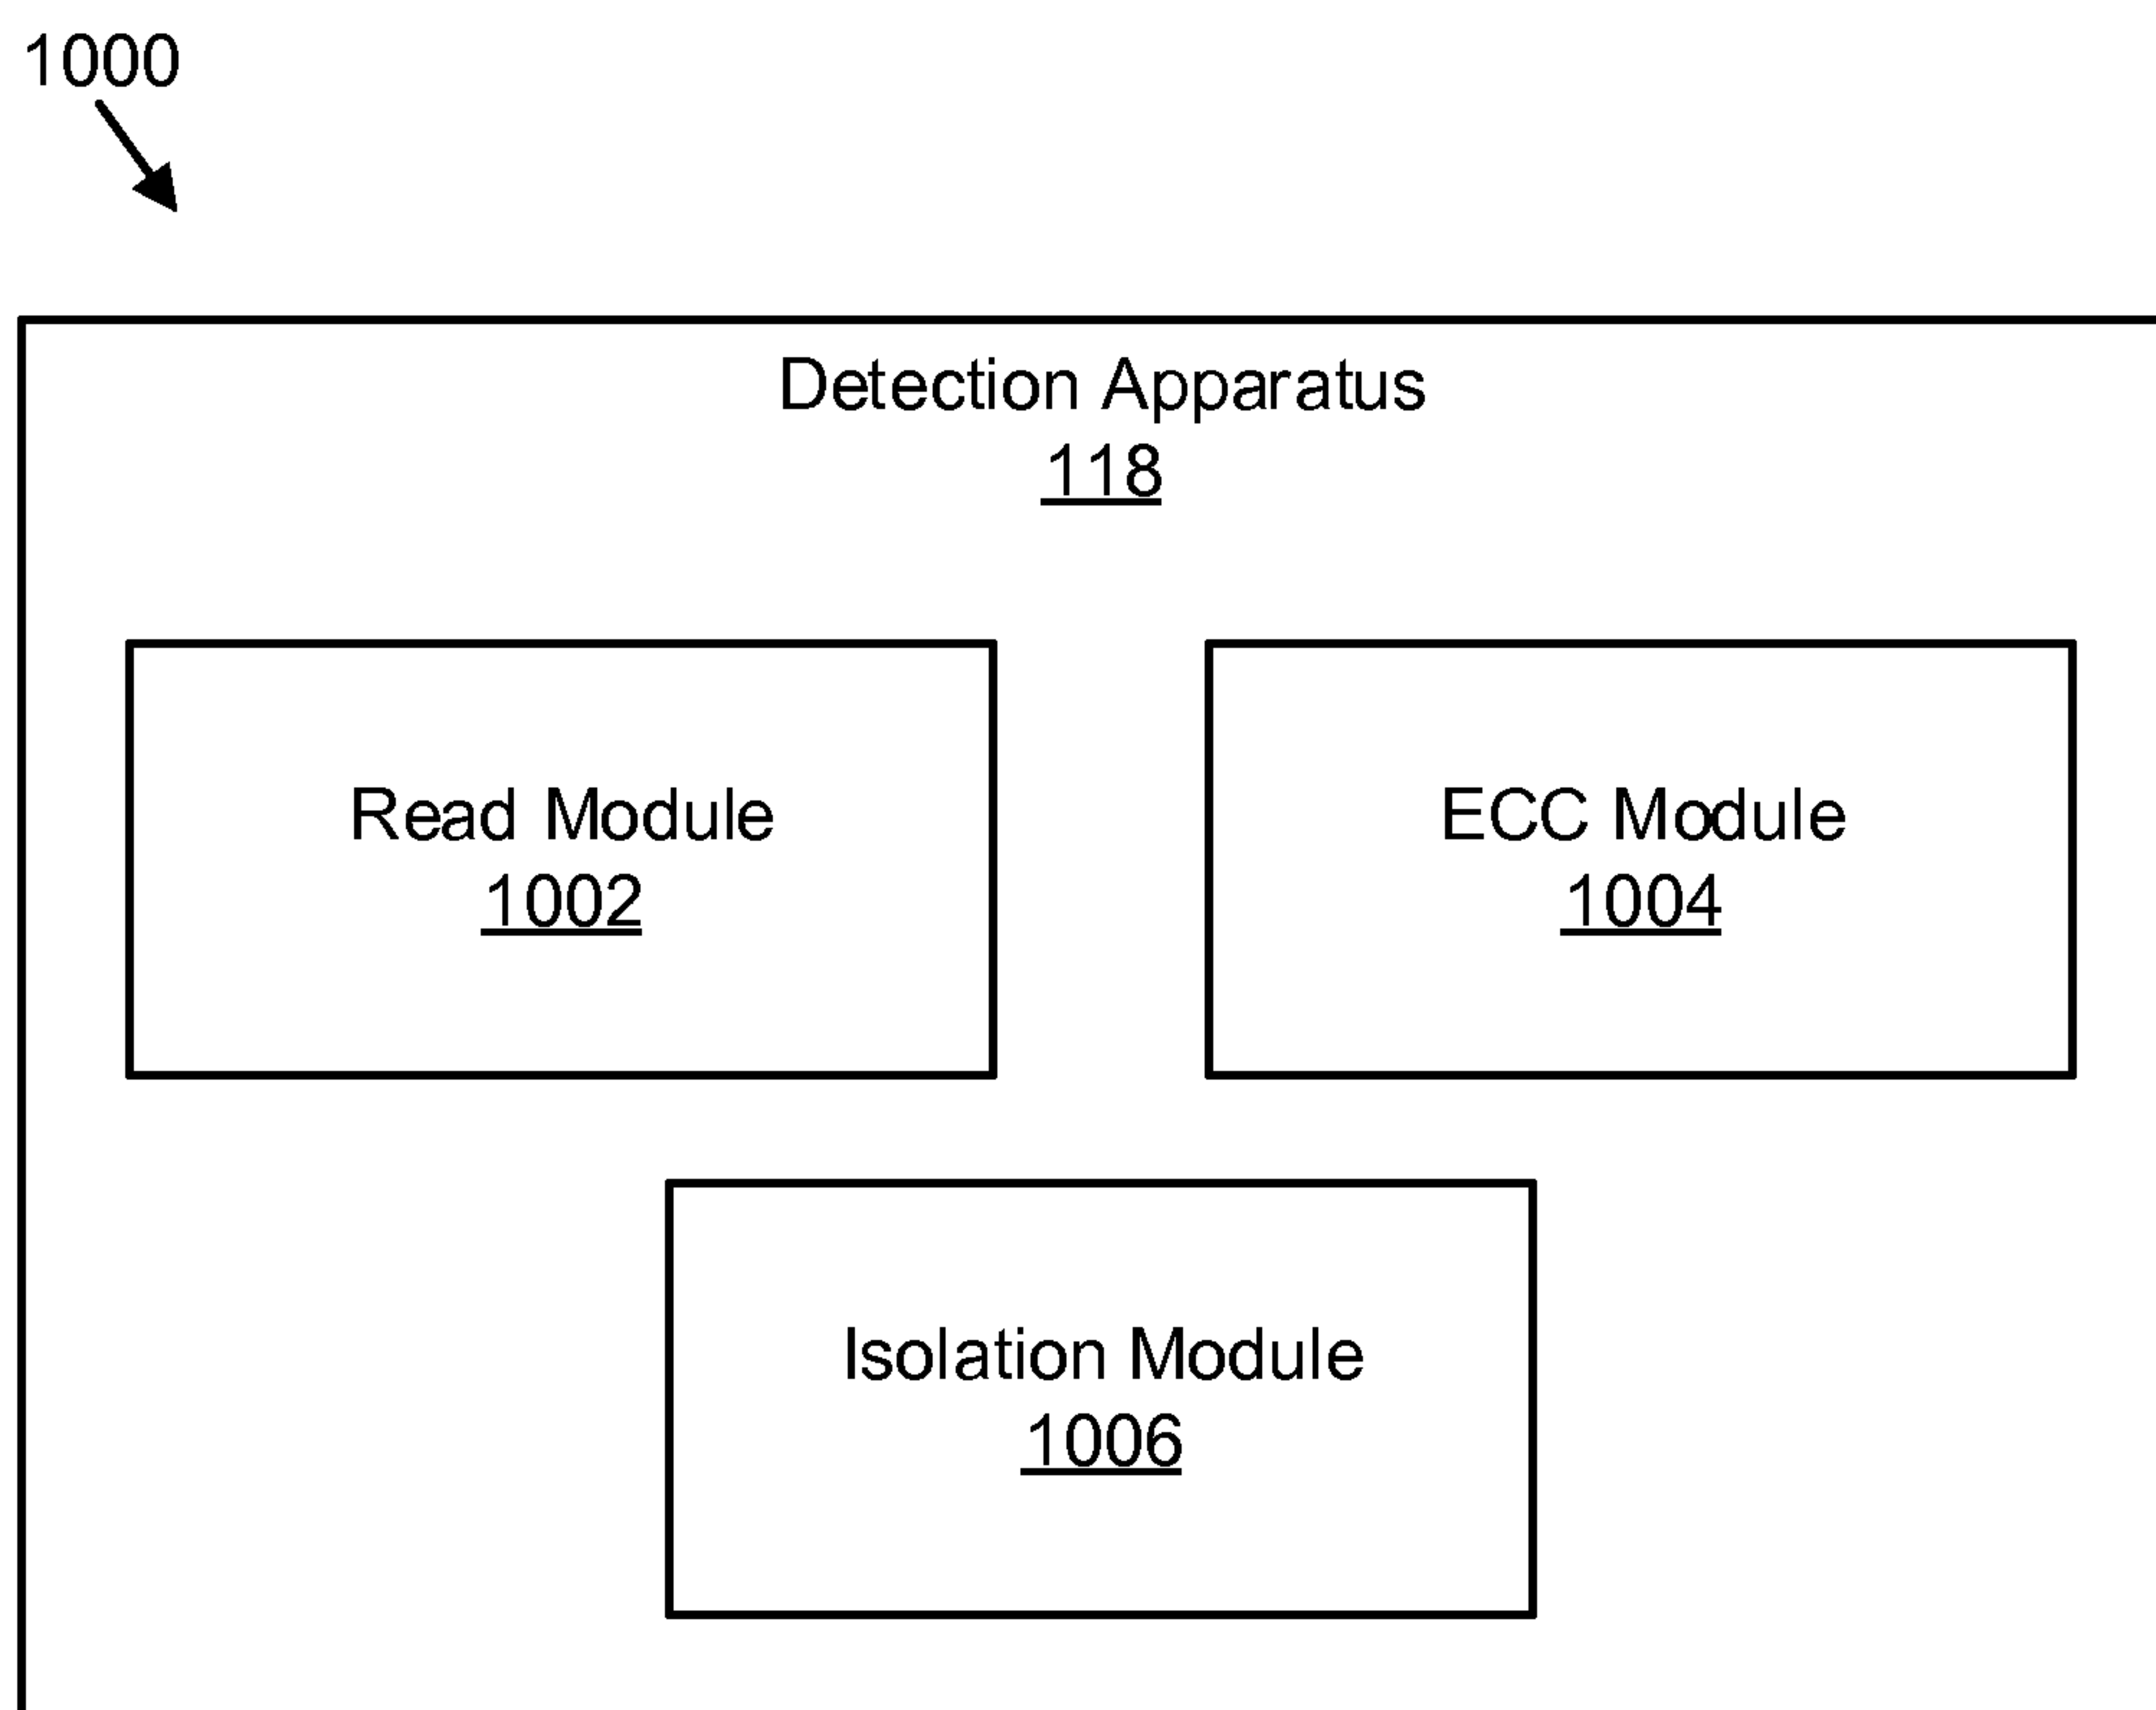 1000
Detection Apparatus
118
Read Module
1002
ECC Module
1004
Isolation Module
1006